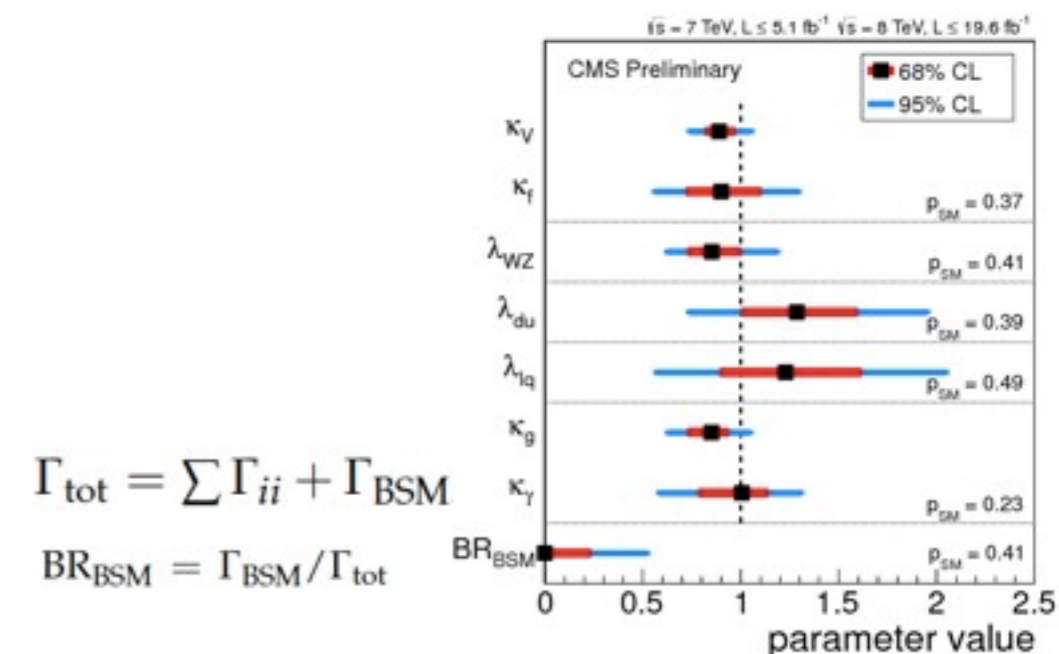 √s = 7 TeV, L ≤ 5.1 fb⁻¹ √s = 8 TeV, L ≤ 19.6 fb⁻¹
CMS Preliminary
68% CL
95% CL
κV
κf
pSM = 0.37
λWZ
pSM = 0.41
λdu
pSM = 0.39
λlq
pSM = 0.49
κg
κγ
pSM = 0.23
BRBSM
pSM = 0.41
0 0.5 1 1.5 2 2.5
parameter value
Γtot = ∑ Γii + ΓBSM
BRBSM = ΓBSM/Γtot